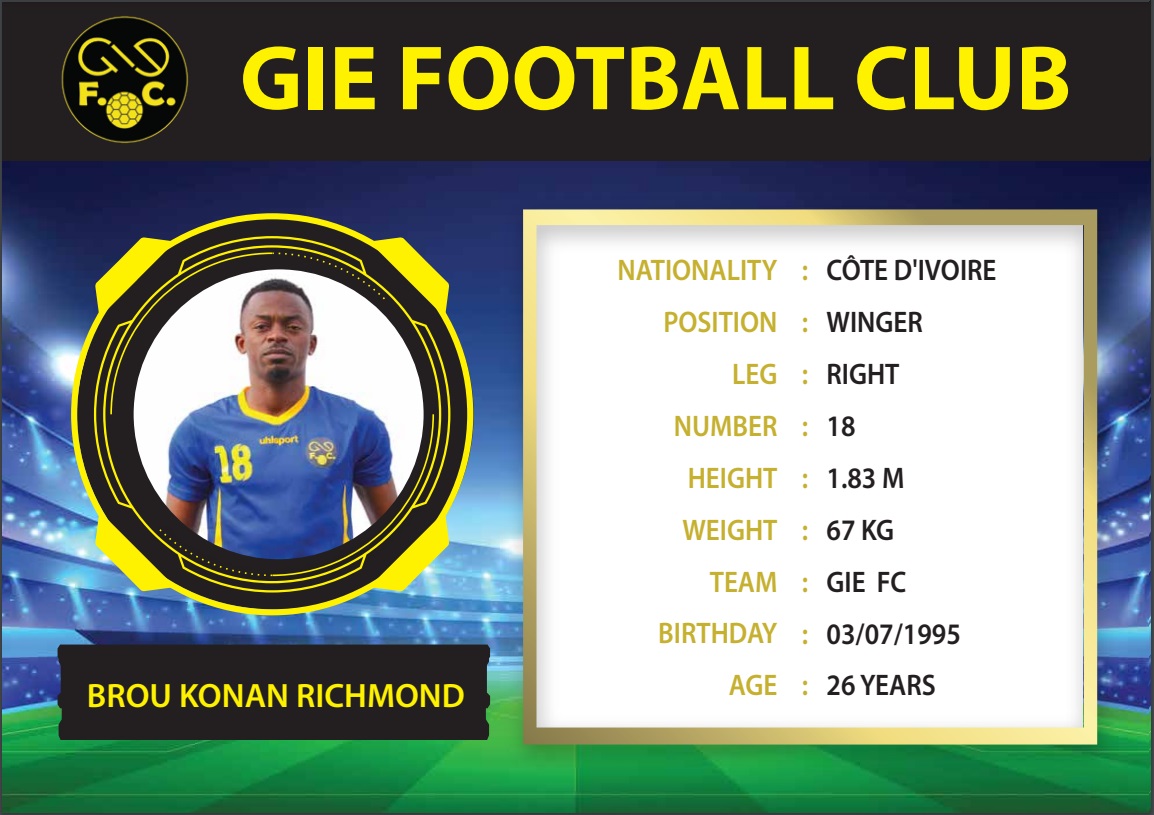 GIE
F. C.
GIE FOOTBALL CLUB
uhlsport
18
F. C.
BROU KONAN RICHMOND
NATIONALITY : CÔTE D'IVOIRE
POSITION : WINGER
LEG : RIGHT
NUMBER : 18
HEIGHT : 1.83 M
WEIGHT : 67 KG
TEAM : GIE FC
BIRTHDAY : 03/07/1995
AGE : 26 YEARS